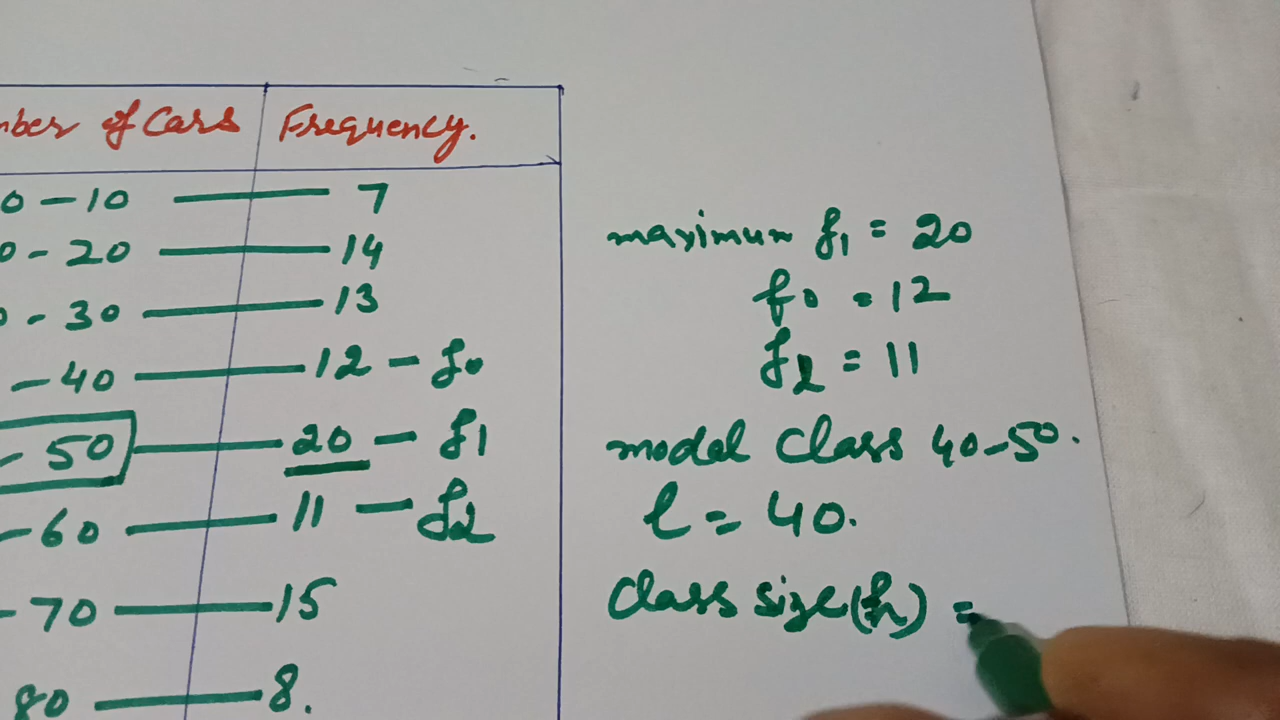 mber of Cars Frequency.
0-10 — 7
0-20 — 14
0-30 — 13
-40 — 12 - f0
-50 — 20 - f1
-60 — 11 - f2
-70 — 15
80 — 8.
maximum f1 = 20
f0 = 12
f2 = 11
model class 40-50.
l = 40.
class size (h) =